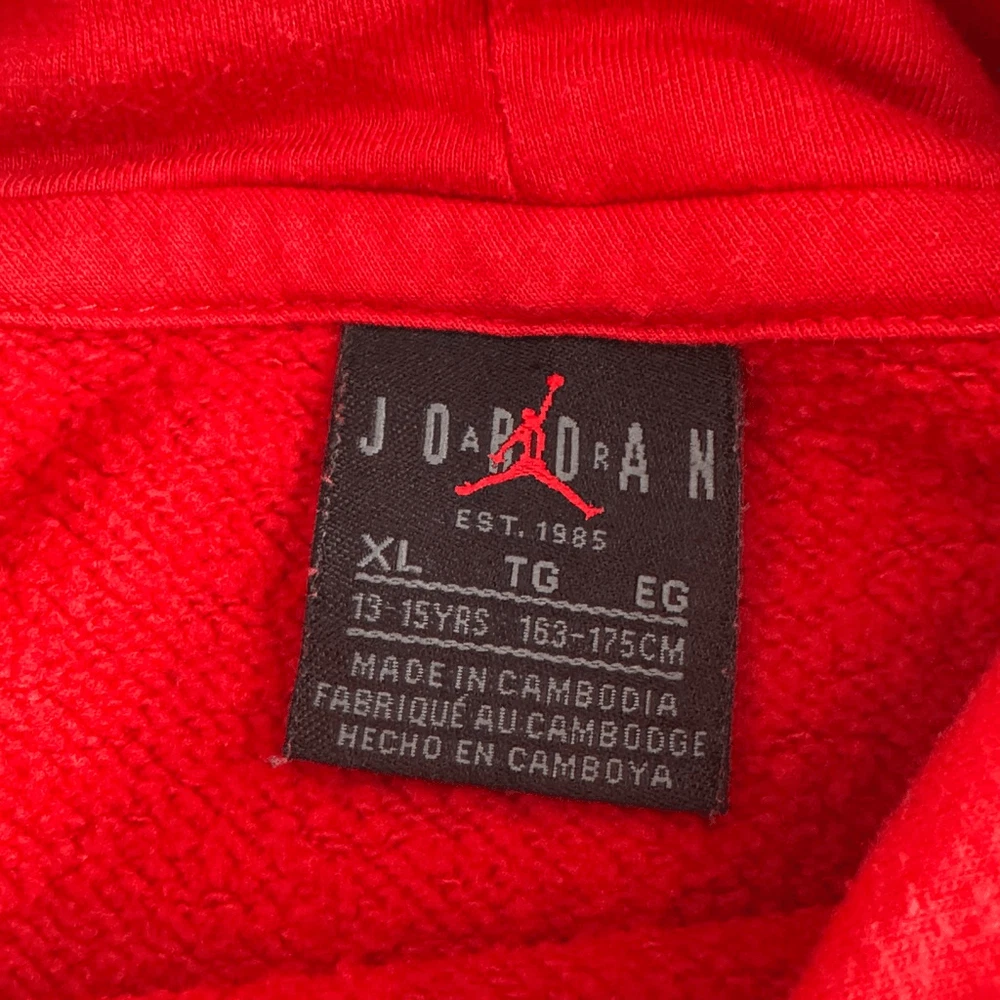 JORDAN
AIR
EST. 1985
XL TG EG
13-15YRS 163-175CM
MADE IN CAMBODIA
FABRIQUÉ AU CAMBODGE
HECHO EN CAMBOYA